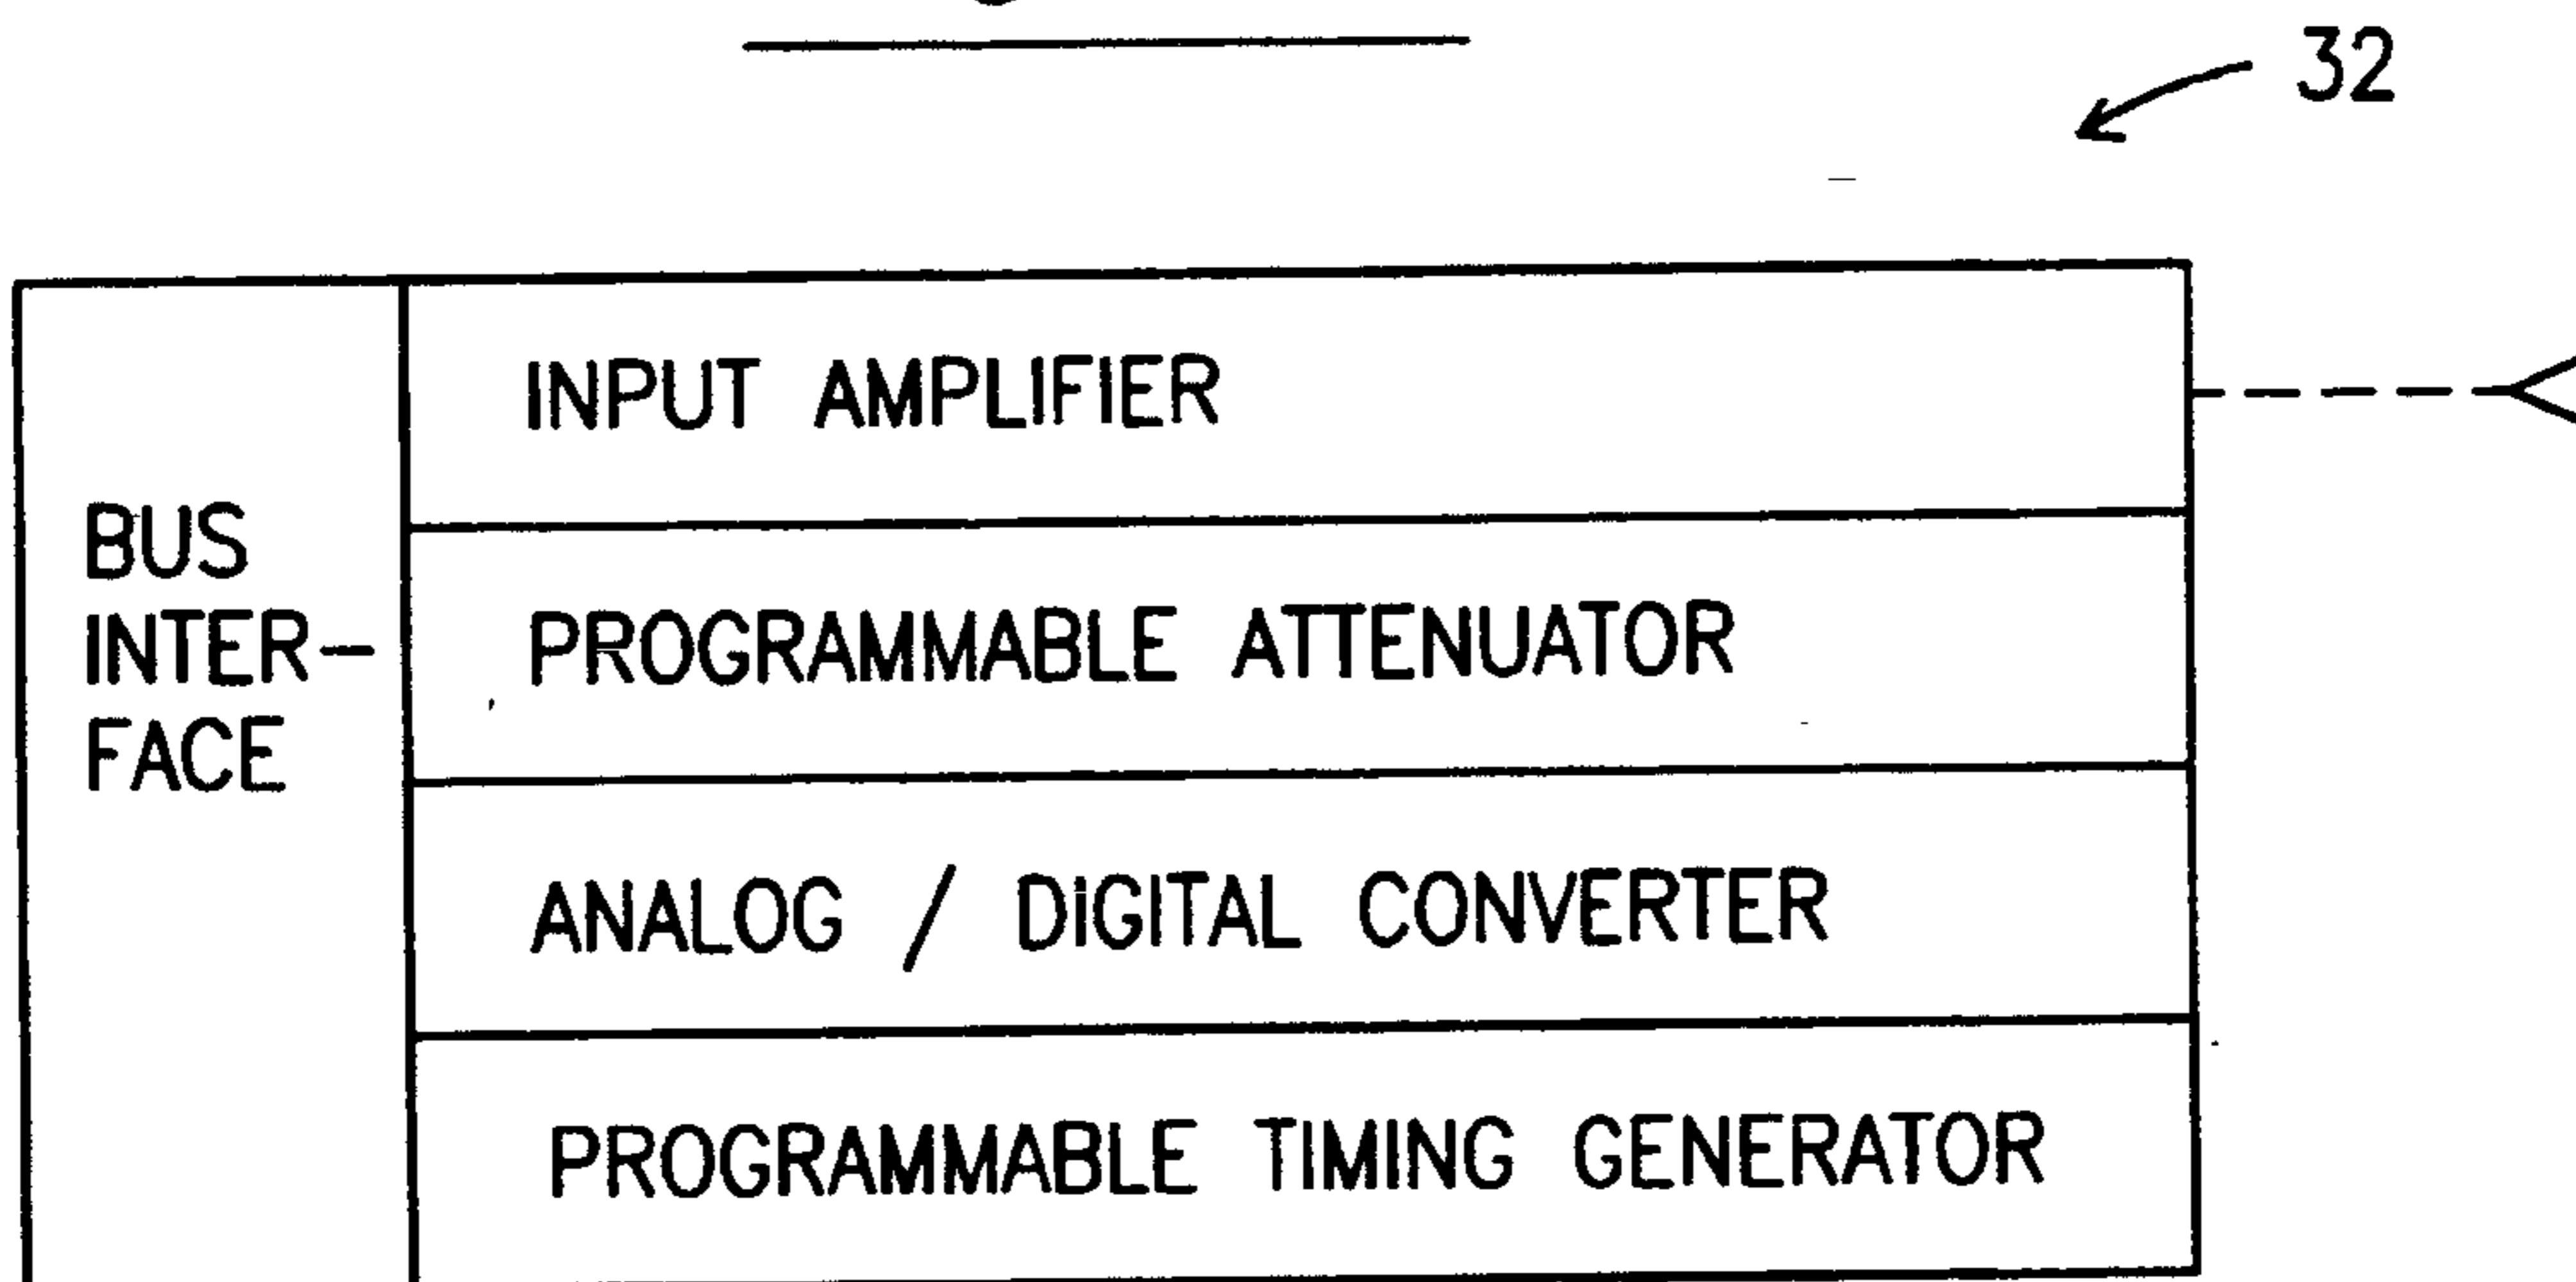 32
INPUT AMPLIFIER
BUS
INTER-
FACE
PROGRAMMABLE ATTENUATOR
ANALOG / DIGITAL CONVERTER
PROGRAMMABLE TIMING GENERATOR